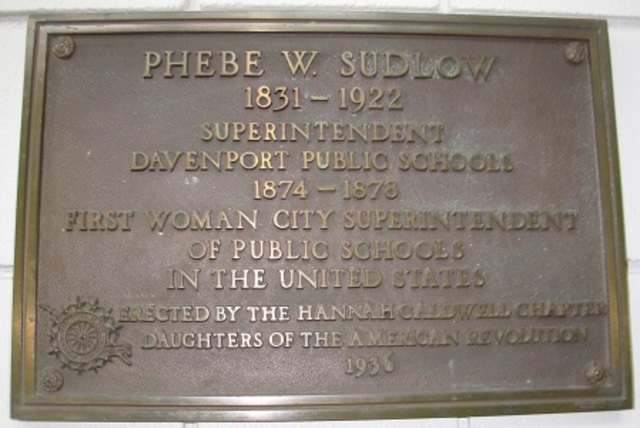 PHEBE W. SUDLOW
1831 – 1922
SUPERINTENDENT
DAVENPORT PUBLIC SCHOOLS
1874 – 1878
FIRST WOMAN CITY SUPERINTENDENT
OF PUBLIC SCHOOLS
IN THE UNITED STATES
ERECTED BY THE HANNAH CALDWELL CHAPTER
DAUGHTERS OF THE AMERICAN REVOLUTION
1936